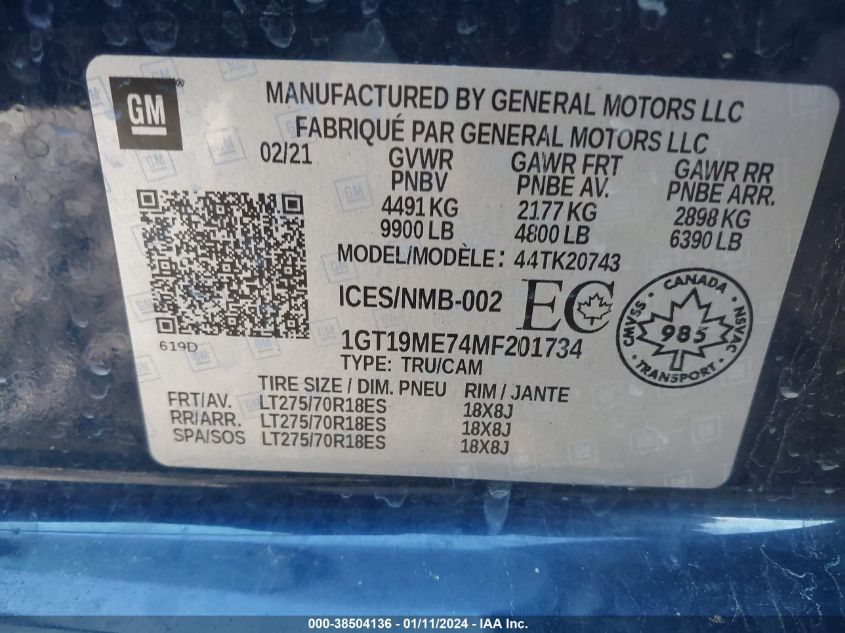 GM
®
MANUFACTURED BY GENERAL MOTORS LLC
FABRIQUÉ PAR GENERAL MOTORS LLC
02/21
GVWR GAWR FRT GAWR RR
PNBV PNBE AV. PNBE ARR.
4491 KG 2177 KG 2898 KG
9900 LB 4800 LB 6390 LB
MODEL/MODÈLE: 44TK20743
ICES/NMB-002 EC
CANADA
CMVSS 985 NSVAC
TRANSPORT
619D
1GT19ME74MF201734
TYPE: TRU/CAM
TIRE SIZE / DIM. PNEU RIM / JANTE
FRT/AV. LT275/70R18ES 18X8J
RR/ARR. LT275/70R18ES 18X8J
SPA/SOS LT275/70R18ES 18X8J
000-38504136 - 01/11/2024 - IAA Inc.